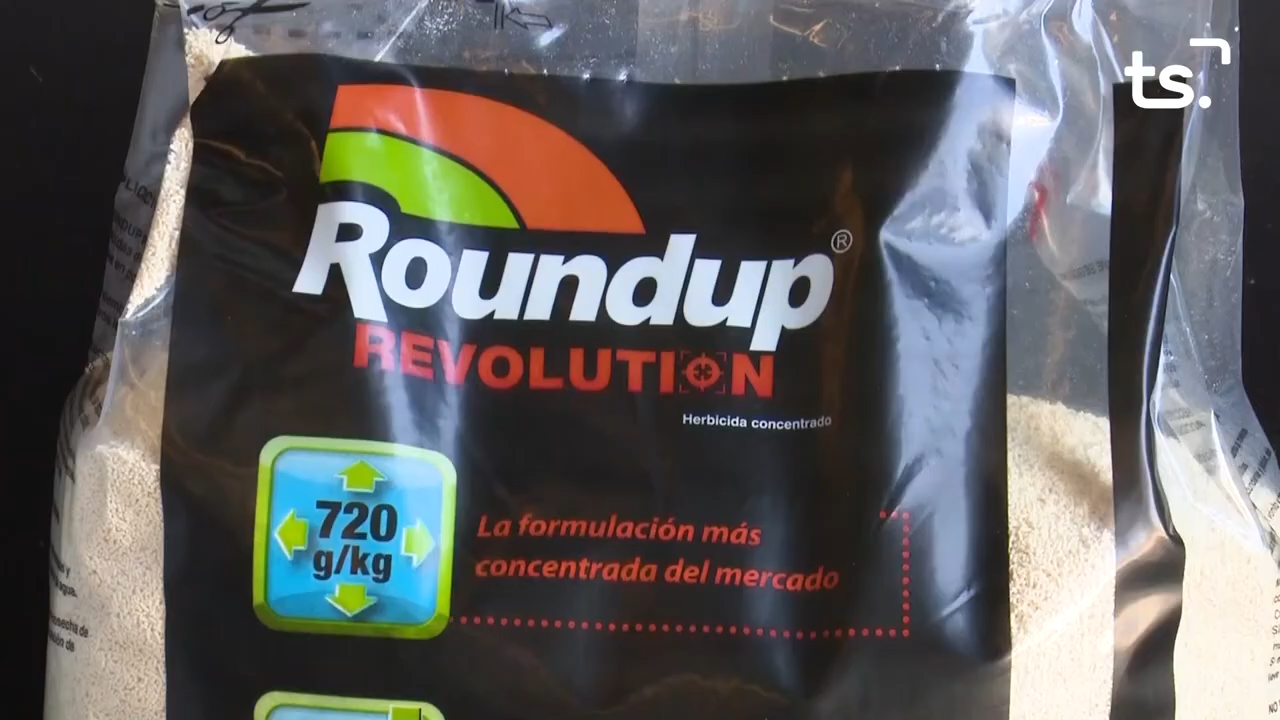 ts.
Roundup®
REVOLUTION
Herbicida concentrado
720
g/kg
La formulación más
concentrada del mercado